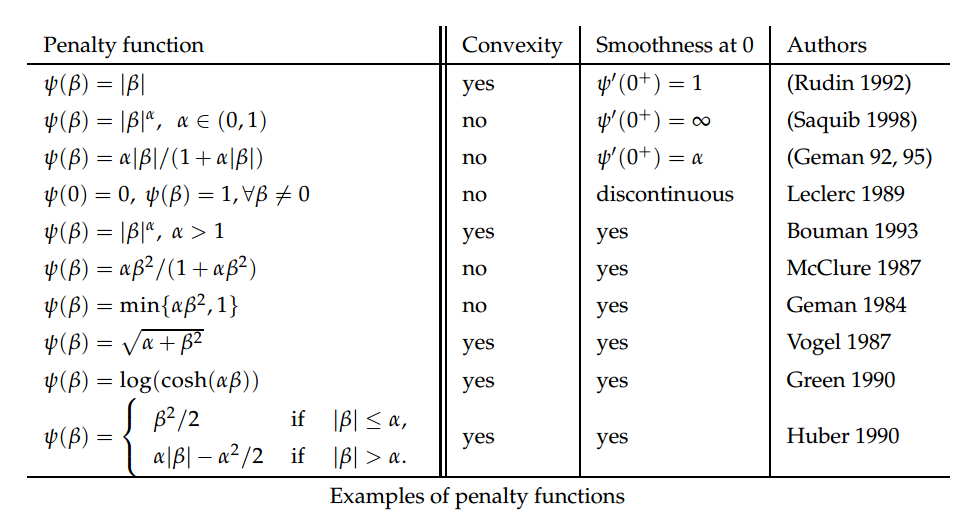 Penalty function Convexity Smoothness at 0 Authors
ψ(β) = |β| yes ψ′(0⁺) = 1 (Rudin 1992)
ψ(β) = |β|^α, α ∈ (0, 1) no ψ′(0⁺) = ∞ (Saquib 1998)
ψ(β) = α|β|/(1 + α|β|) no ψ′(0⁺) = α (Geman 92, 95)
ψ(0) = 0, ψ(β) = 1, ∀β ≠ 0 no discontinuous Leclerc 1989
ψ(β) = |β|^α, α > 1 yes yes Bouman 1993
ψ(β) = αβ²/(1 + αβ²) no yes McClure 1987
ψ(β) = min{αβ², 1} no yes Geman 1984
ψ(β) = √(α + β²) yes yes Vogel 1987
ψ(β) = log(cosh(αβ)) yes yes Green 1990
ψ(β) = { β²/2 if |β| ≤ α,
α|β| − α²/2 if |β| > α. yes yes Huber 1990
Examples of penalty functions